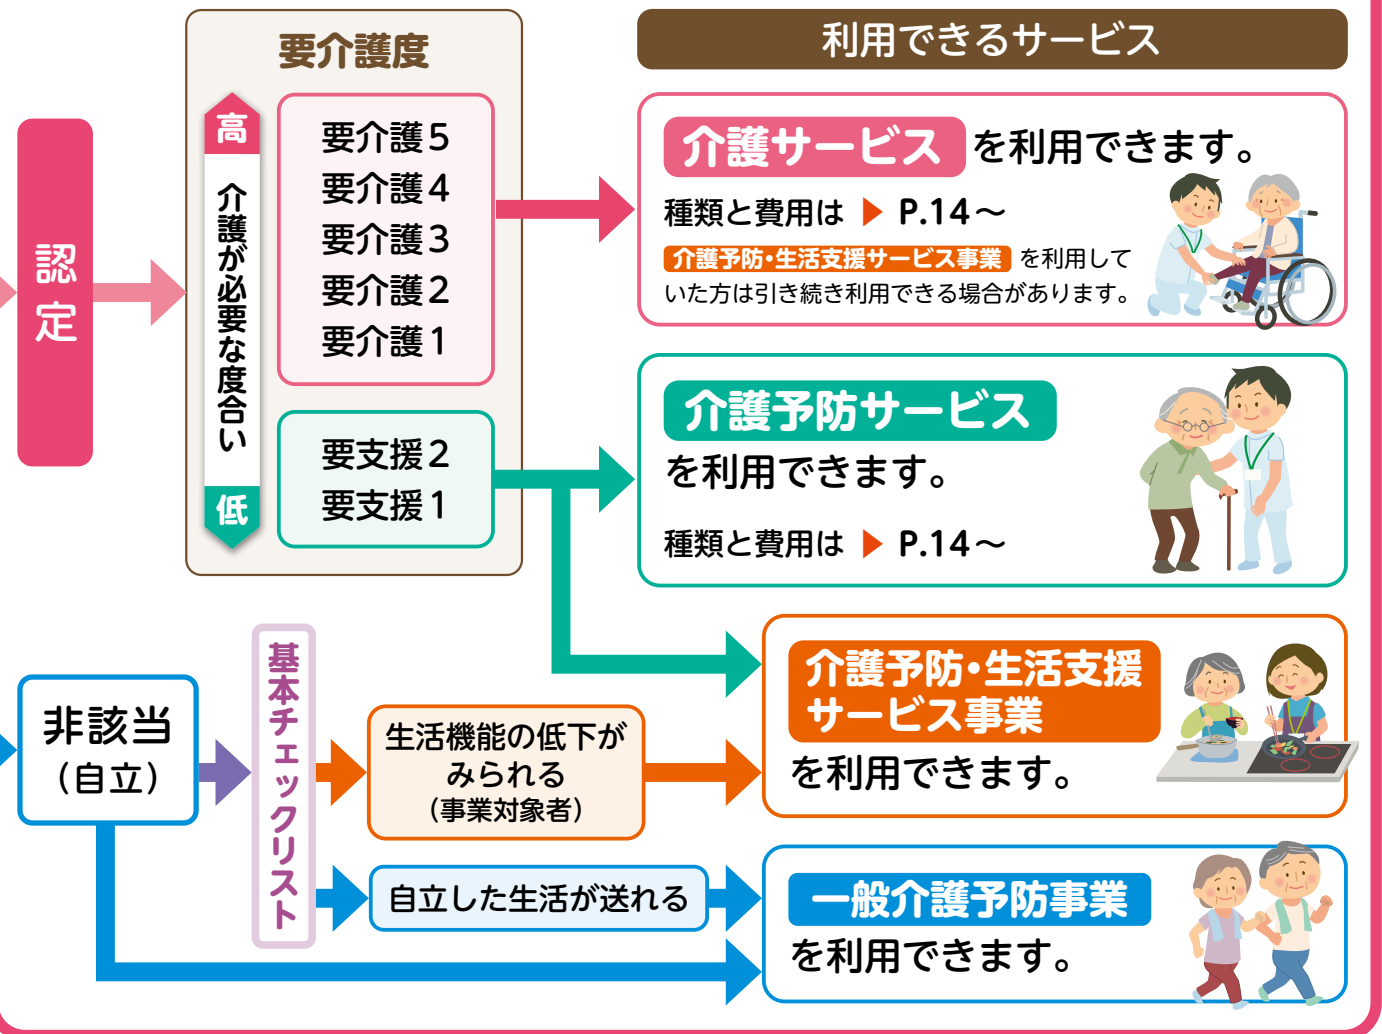 認定
要介護度
高
介護が必要な度合い
低
要介護5
要介護4
要介護3
要介護2
要介護1
要支援2
要支援1
利用できるサービス
介護サービス を利用できます。
種類と費用は ▶ P.14～
介護予防・生活支援サービス事業 を利用して
いた方は引き続き利用できる場合があります。
介護予防サービス
を利用できます。
種類と費用は ▶ P.14～
非該当
（自立）
基本チェックリスト
生活機能の低下が
みられる
（事業対象者）
自立した生活が送れる
介護予防・生活支援
サービス事業
を利用できます。
一般介護予防事業
を利用できます。